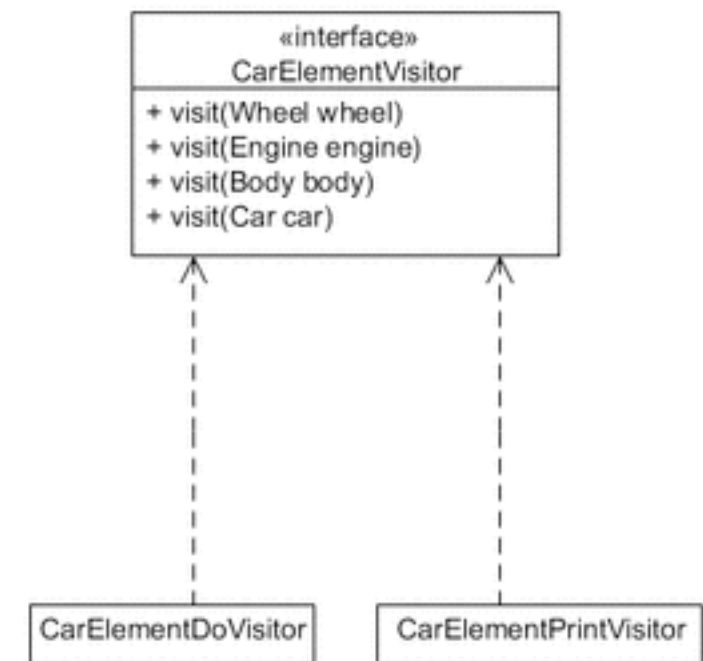 «interface»
CarElementVisitor
+ visit(Wheel wheel)
+ visit(Engine engine)
+ visit(Body body)
+ visit(Car car)
CarElementDoVisitor
CarElementPrintVisitor